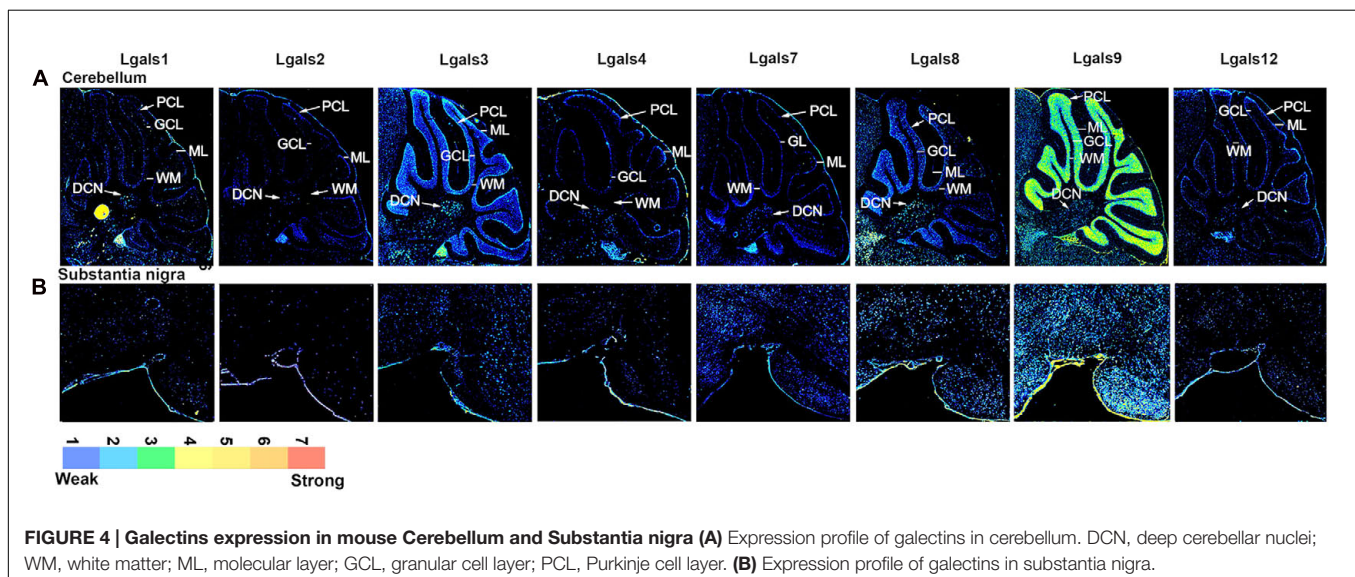 Lgals1 Lgals2 Lgals3 Lgals4 Lgals7 Lgals8 Lgals9 Lgals12
A
Cerebellum
PCL GCL ML WM DCN
GCL PCL ML DCN WM
PCL ML GCL WM DCN
PCL ML GCL DCN WM
PCL GL ML WM DCN
PCL GCL ML WM DCN
PCL ML GCL WM DCN
GCL PCL ML WM DCN
Substantia nigra
B
1 2 3 4 5 6 7
Weak Strong
FIGURE 4 | Galectins expression in mouse Cerebellum and Substantia nigra (A) Expression profile of galectins in cerebellum. DCN, deep cerebellar nuclei;
WM, white matter; ML, molecular layer; GCL, granular cell layer; PCL, Purkinje cell layer. (B) Expression profile of galectins in substantia nigra.